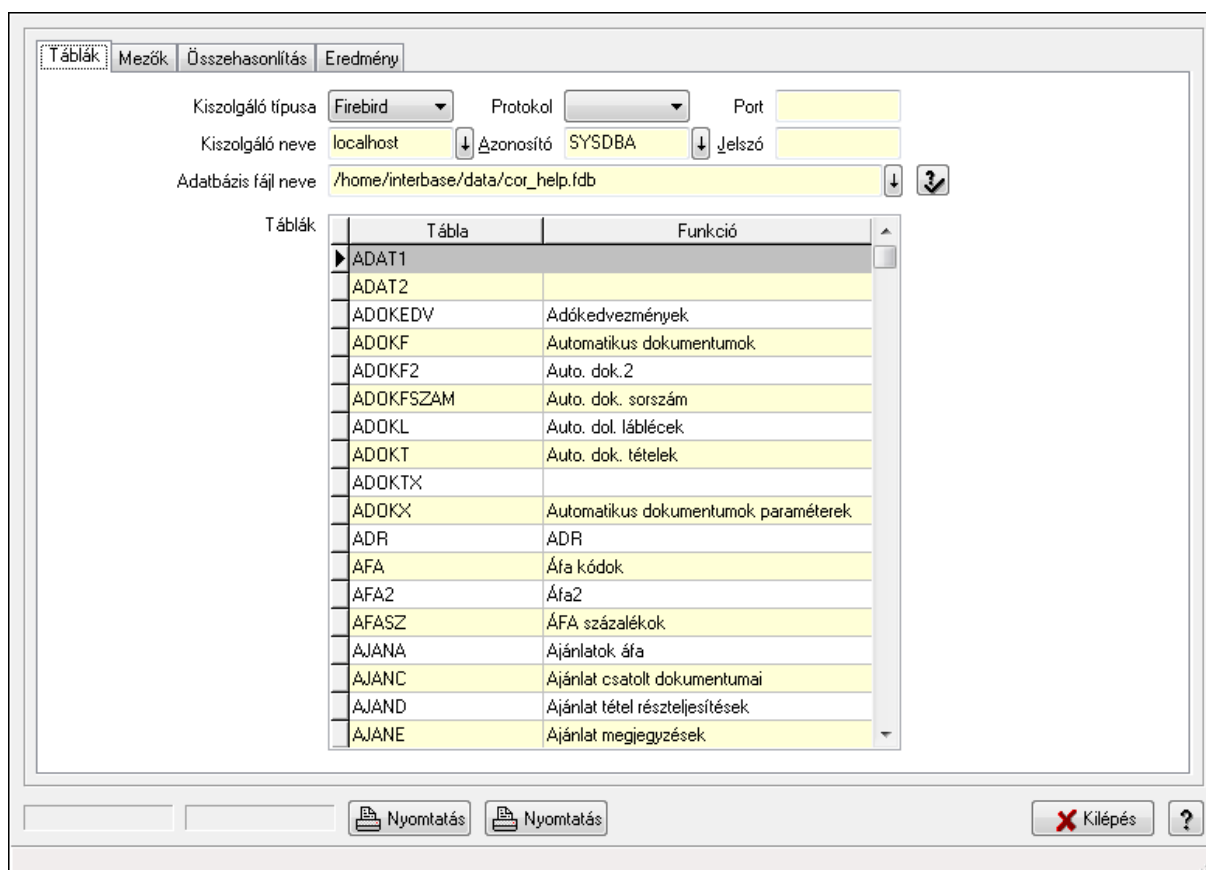 Táblák Mezők Összehasonlítás Eredmény
Kiszolgáló típusa Firebird Protokol Port
Kiszolgáló neve localhost Azonosító SYSDBA Jelszó
Adatbázis fájl neve /home/interbase/data/cor_help.fdb
Táblák Tábla Funkció
ADAT1
ADAT2
ADOKEDV Adókedvezmények
ADOKF Automatikus dokumentumok
ADOKF2 Auto. dok.2
ADOKFSZAM Auto. dok. sorszám
ADOKL Auto. dol. láblécek
ADOKT Auto. dok. tételek
ADOKTX
ADOKX Automatikus dokumentumok paraméterek
ADR ADR
AFA Áfa kódok
AFA2 Áfa2
AFASZ ÁFA százalékok
AJANA Ajánlatok áfa
AJANC Ajánlat csatolt dokumentumai
AJAND Ajánlat tétel részteljesítések
AJANE Ajánlat megjegyzések
Nyomtatás Nyomtatás Kilépés ?